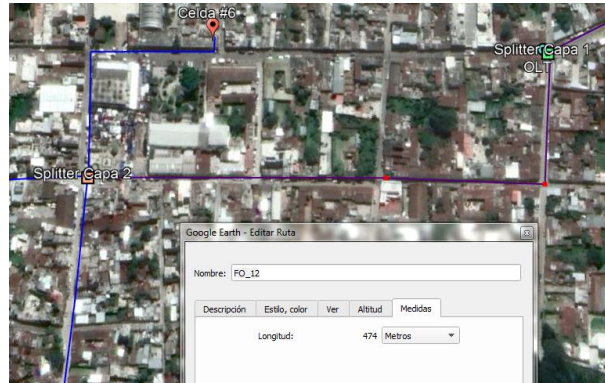 Celda #6
Splitter Capa 1
OLT
Splitter Capa 2
Google Earth - Editar Ruta
Nombre: FO_12
Descripción Estilo, color Ver Altitud Medidas
Longitud: 474 Metros